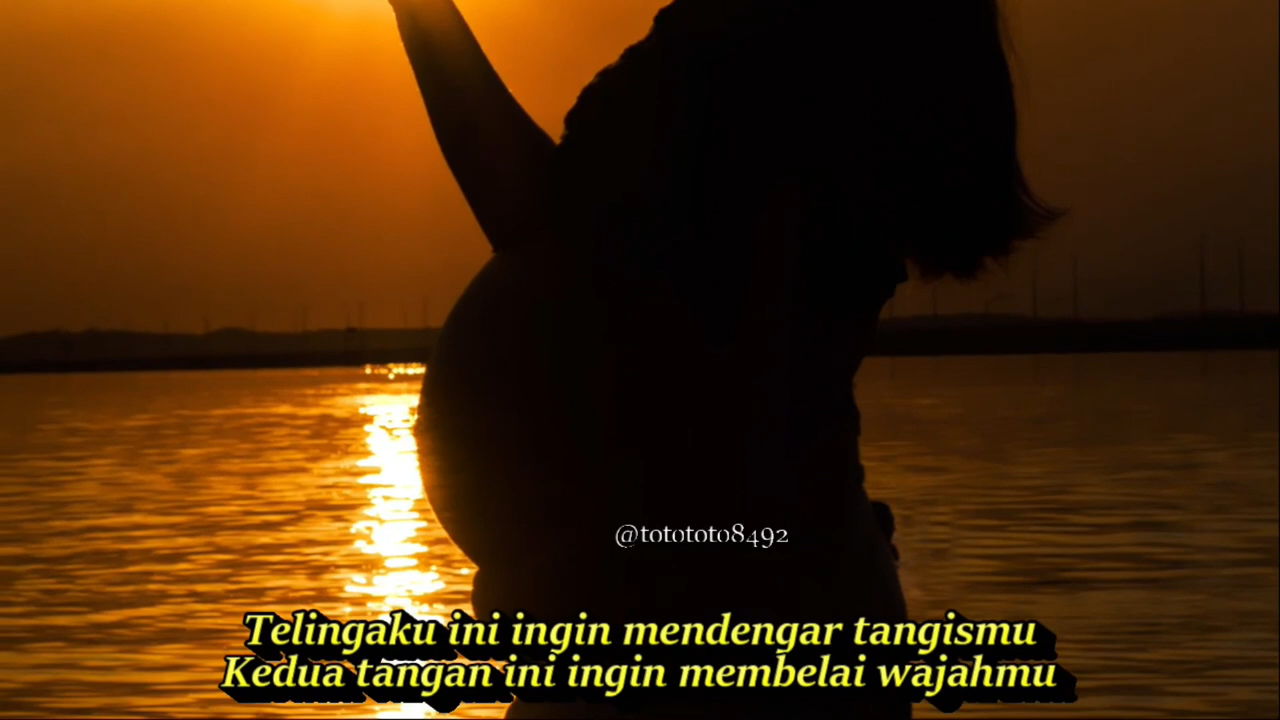 @totototo8492
Telingaku ini ingin mendengar tangismu
Kedua tangan ini ingin membelai wajahmu